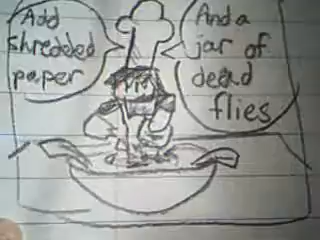 Add
shredded
paper
And a
jar of
dead
flies